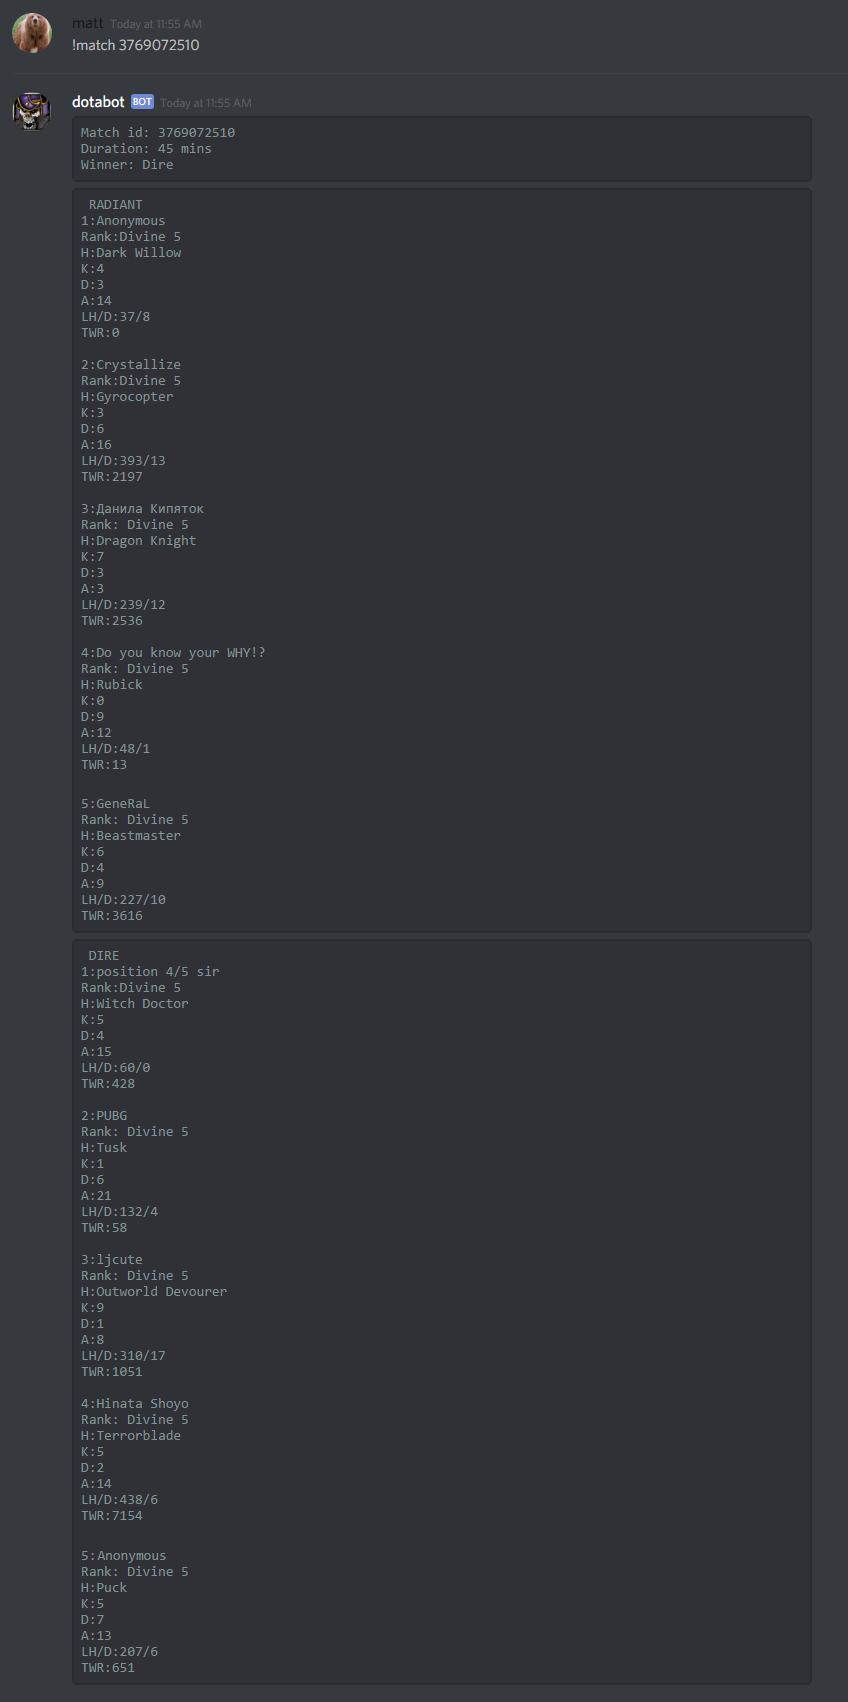 matt Today at 11:55 AM
!match 3769072510
dotabot BOT Today at 11:55 AM
Match id: 3769072510
Duration: 45 mins
Winner: Dire
RADIANT
1:Anonymous
Rank:Divine 5
H:Dark Willow
K:4
D:3
A:14
LH/D:37/8
TWR:0
2:Crystallize
Rank:Divine 5
H:Gyrocopter
K:3
D:6
A:16
LH/D:393/13
TWR:2197
3:Данила Кипяток
Rank: Divine 5
H:Dragon Knight
K:7
D:3
A:3
LH/D:239/12
TWR:2536
4:Do you know your WHY!?
Rank: Divine 5
H:Rubick
K:0
D:9
A:12
LH/D:48/1
TWR:13
5:GeneRaL
Rank: Divine 5
H:Beastmaster
K:6
D:4
A:9
LH/D:227/10
TWR:3616
DIRE
1:position 4/5 sir
Rank:Divine 5
H:Witch Doctor
K:5
D:4
A:15
LH/D:60/0
TWR:428
2:PUBG
Rank: Divine 5
H:Tusk
K:1
D:6
A:21
LH/D:132/4
TWR:58
3:ljcute
Rank: Divine 5
H:Outworld Devourer
K:9
D:1
A:8
LH/D:310/17
TWR:1051
4:Hinata Shoyo
Rank: Divine 5
H:Terrorblade
K:5
D:2
A:14
LH/D:438/6
TWR:7154
5:Anonymous
Rank: Divine 5
H:Puck
K:5
D:7
A:13
LH/D:207/6
TWR:651